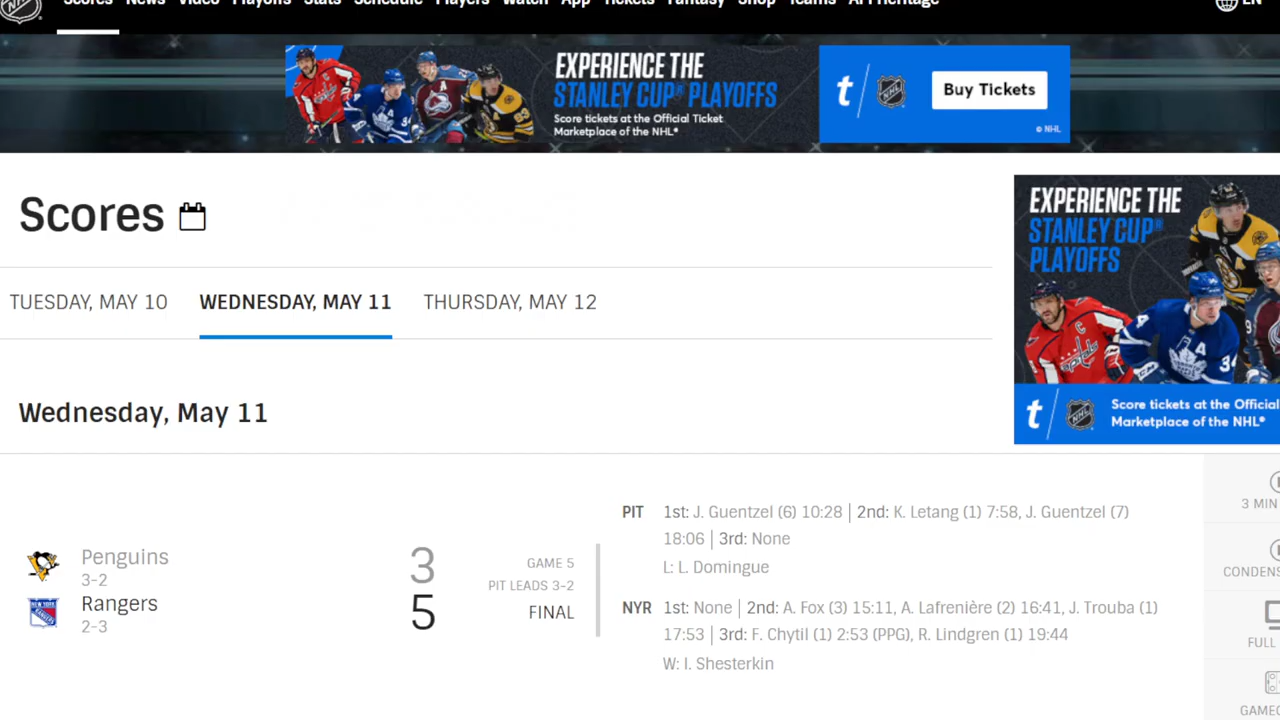 Scores News Video Playoffs Stats Schedule Players Watch App Tickets Fantasy Shop Teams EN
EXPERIENCE THE
STANLEY CUP® PLAYOFFS
Score tickets at the Official Ticket
Marketplace of the NHL®
t NHL
Buy Tickets
© NHL
Scores
EXPERIENCE THE
STANLEY CUP®
PLAYOFFS
TUESDAY, MAY 10 WEDNESDAY, MAY 11 THURSDAY, MAY 12
t
Score tickets at the Official
Marketplace of the NHL®
Wednesday, May 11
PIT 1st: J. Guentzel (6) 10:28 | 2nd: K. Letang (1) 7:58, J. Guentzel (7)
18:06 | 3rd: None
L: L. Domingue
3 MIN
Penguins 3
3-2
GAME 5
PIT LEADS 3-2
Rangers 5
2-3
FINAL
NYR 1st: None | 2nd: A. Fox (3) 15:11, A. Lafrenière (2) 16:41, J. Trouba (1)
17:53 | 3rd: F. Chytil (1) 2:53 (PPG), R. Lindgren (1) 19:44
W: I. Shesterkin
CONDENS
FULL
GAMEC